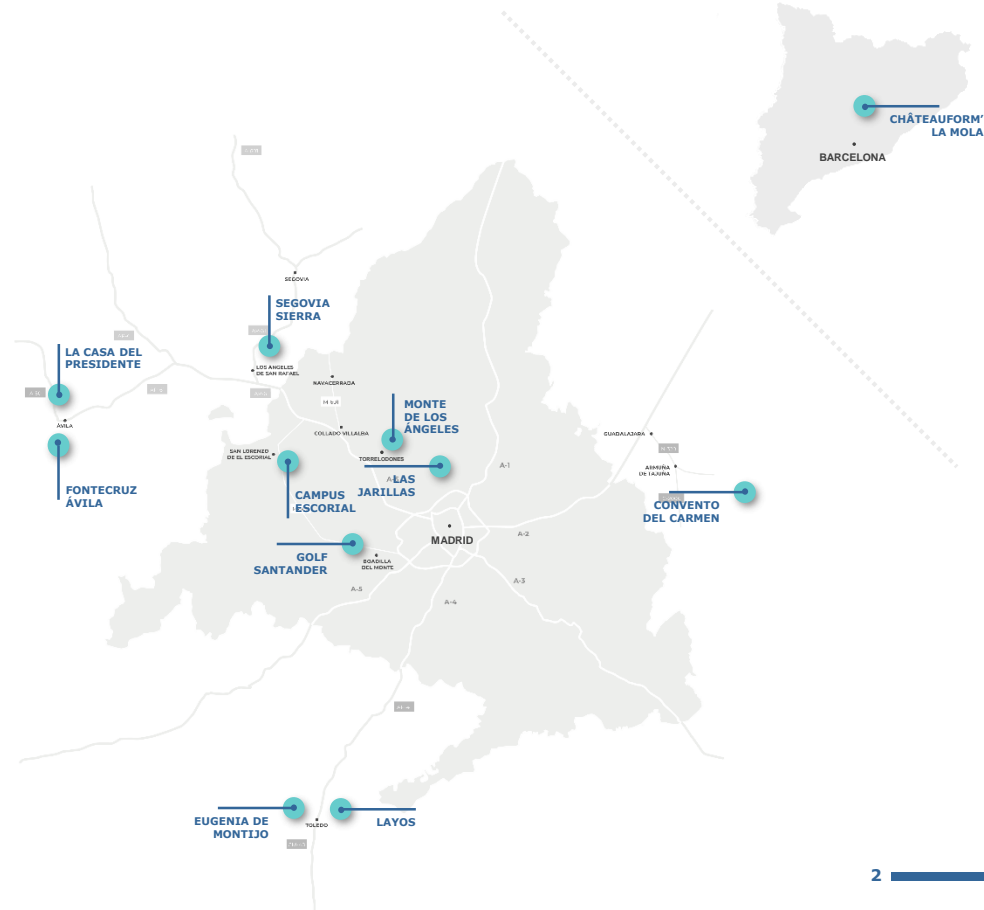 CHÂTEAUFORM'
LA MOLA
BARCELONA
SEGOVIA
SEGOVIA
SIERRA
LA CASA DEL
PRESIDENTE
LOS ÁNGELES
DE SAN RAFAEL
NAVACERRADA
MONTE
DE LOS
ÁNGELES
ÁVILA
COLLADO VILLALBA
GUADALAJARA
SAN LORENZO
DE EL ESCORIAL
TORRELODONES
A-1
LAS
JARILLAS
ARMUÑA
DE TAJUÑA
FONTECRUZ
ÁVILA
CAMPUS
ESCORIAL
CONVENTO
DEL CARMEN
MADRID
A-2
GOLF
SANTANDER
BOADILLA
DEL MONTE
A-5
A-3
A-4
EUGENIA DE
MONTIJO
TOLEDO
LAYOS
2